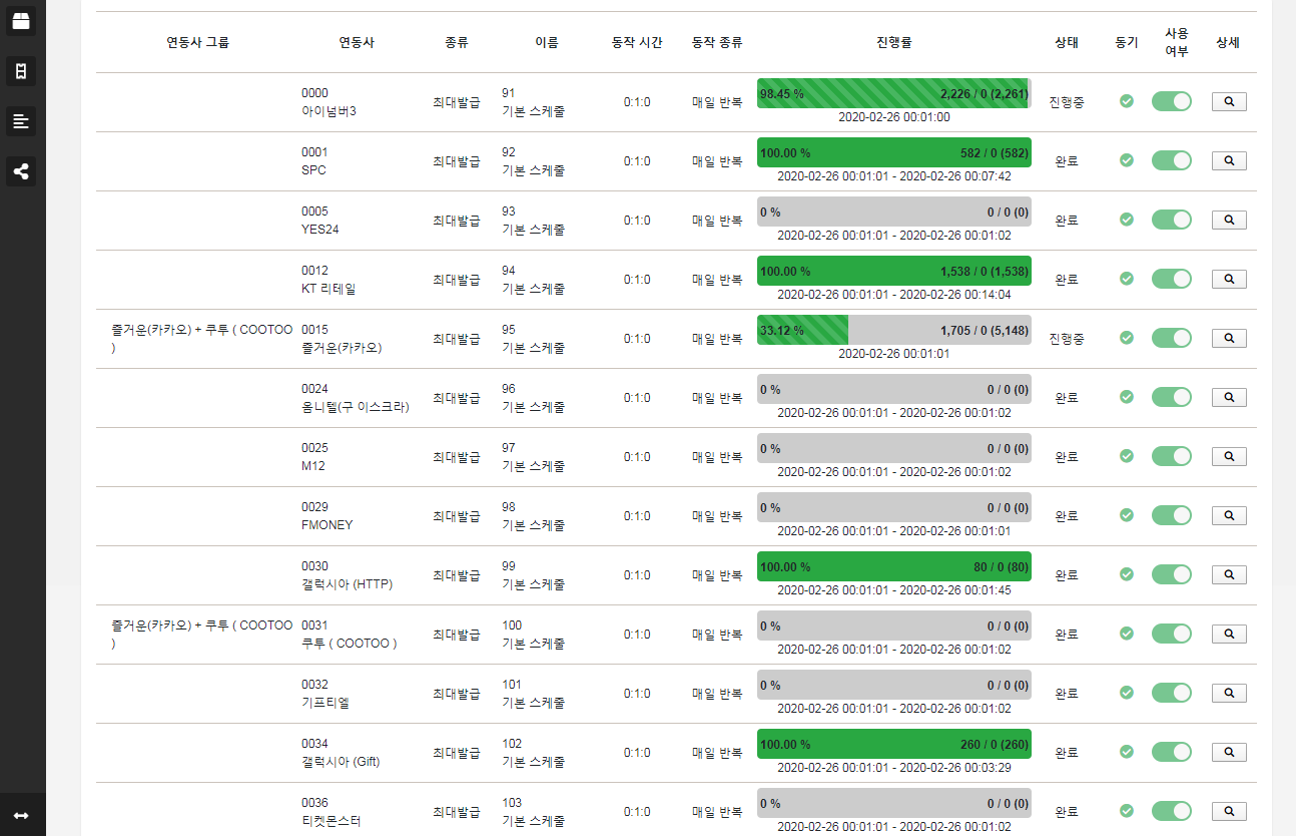 연동사 그룹 연동사 종류 이름 동작 시간 동작 종류 진행률 상태 동기 사용 여부 상세
0000 아이넘버3 최대발급 91 기본 스케줄 0:1:0 매일 반복 98.45 % 2,226 / 0 (2,261) 진행중
2020-02-26 00:01:00
0001 SPC 최대발급 92 기본 스케줄 0:1:0 매일 반복 100.00 % 582 / 0 (582) 완료
2020-02-26 00:01:01 - 2020-02-26 00:07:42
0005 YES24 최대발급 93 기본 스케줄 0:1:0 매일 반복 0 % 0 / 0 (0) 완료
2020-02-26 00:01:01 - 2020-02-26 00:01:02
0012 KT 리테일 최대발급 94 기본 스케줄 0:1:0 매일 반복 100.00 % 1,538 / 0 (1,538) 완료
2020-02-26 00:01:01 - 2020-02-26 00:14:04
즐거운(카카오) + 쿠투 ( COOTOO ) 0015 즐거운(카카오) 최대발급 95 기본 스케줄 0:1:0 매일 반복 33.12 % 1,705 / 0 (5,148) 진행중
2020-02-26 00:01:01
0024 옴니텔(구 이스크라) 최대발급 96 기본 스케줄 0:1:0 매일 반복 0 % 0 / 0 (0) 완료
2020-02-26 00:01:01 - 2020-02-26 00:01:02
0025 M12 최대발급 97 기본 스케줄 0:1:0 매일 반복 0 % 0 / 0 (0) 완료
2020-02-26 00:01:01 - 2020-02-26 00:01:02
0029 FMONEY 최대발급 98 기본 스케줄 0:1:0 매일 반복 0 % 0 / 0 (0) 완료
2020-02-26 00:01:01 - 2020-02-26 00:01:01
0030 갤럭시아 (HTTP) 최대발급 99 기본 스케줄 0:1:0 매일 반복 100.00 % 80 / 0 (80) 완료
2020-02-26 00:01:01 - 2020-02-26 00:01:45
즐거운(카카오) + 쿠투 ( COOTOO ) 0031 쿠투 ( COOTOO ) 최대발급 100 기본 스케줄 0:1:0 매일 반복 0 % 0 / 0 (0) 완료
2020-02-26 00:01:01 - 2020-02-26 00:01:02
0032 기프티엘 최대발급 101 기본 스케줄 0:1:0 매일 반복 0 % 0 / 0 (0) 완료
2020-02-26 00:01:01 - 2020-02-26 00:01:02
0034 갤럭시아 (Gift) 최대발급 102 기본 스케줄 0:1:0 매일 반복 100.00 % 260 / 0 (260) 완료
2020-02-26 00:01:01 - 2020-02-26 00:03:29
0036 티켓몬스터 최대발급 103 기본 스케줄 0:1:0 매일 반복 0 % 0 / 0 (0) 완료
2020-02-26 00:01:01 - 2020-02-26 00:01:02